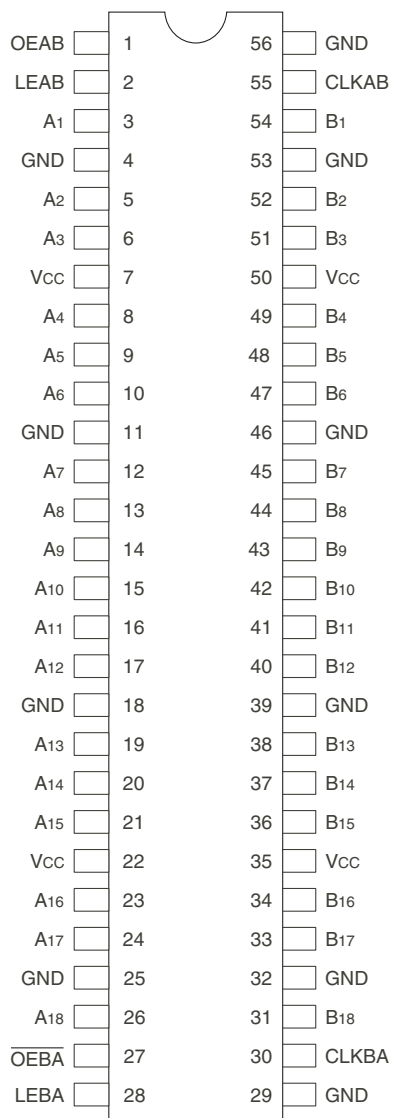 OEAB 1 56 GND
LEAB 2 55 CLKAB
A1 3 54 B1
GND 4 53 GND
A2 5 52 B2
A3 6 51 B3
VCC 7 50 VCC
A4 8 49 B4
A5 9 48 B5
A6 10 47 B6
GND 11 46 GND
A7 12 45 B7
A8 13 44 B8
A9 14 43 B9
A10 15 42 B10
A11 16 41 B11
A12 17 40 B12
GND 18 39 GND
A13 19 38 B13
A14 20 37 B14
A15 21 36 B15
VCC 22 35 VCC
A16 23 34 B16
A17 24 33 B17
GND 25 32 GND
A18 26 31 B18
O̅E̅B̅A̅ 27 30 CLKBA
LEBA 28 29 GND